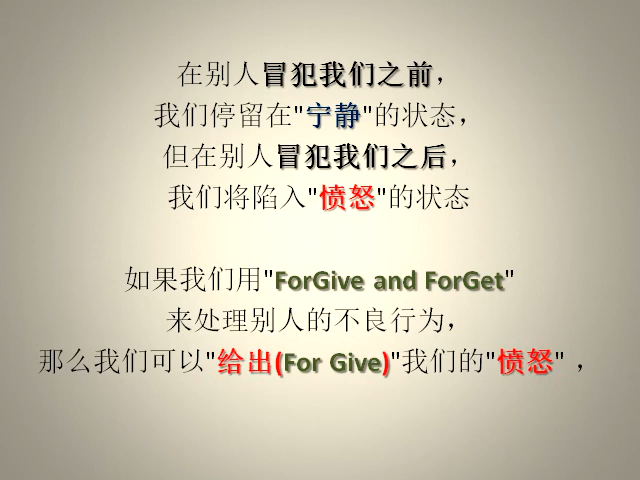 在别人冒犯我们之前，
我们停留在"宁静"的状态，
但在别人冒犯我们之后，
我们将陷入"愤怒"的状态
如果我们用"ForGive and ForGet"
来处理别人的不良行为，
那么我们可以"给出(For Give)"我们的"愤怒" ，